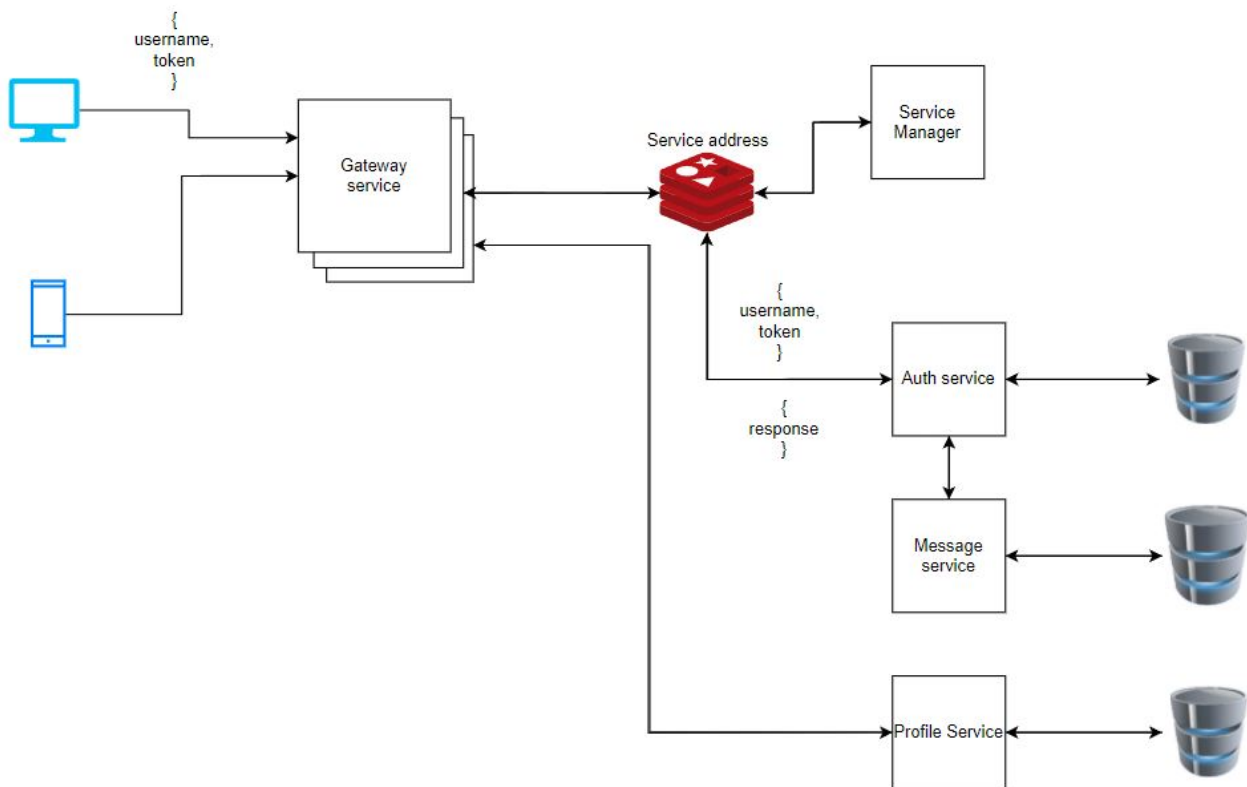 {
username,
token
}
Gateway
service
Service address
Service
Manager
{
username,
token
}
Auth service
{
response
}
Message
service
Profile Service